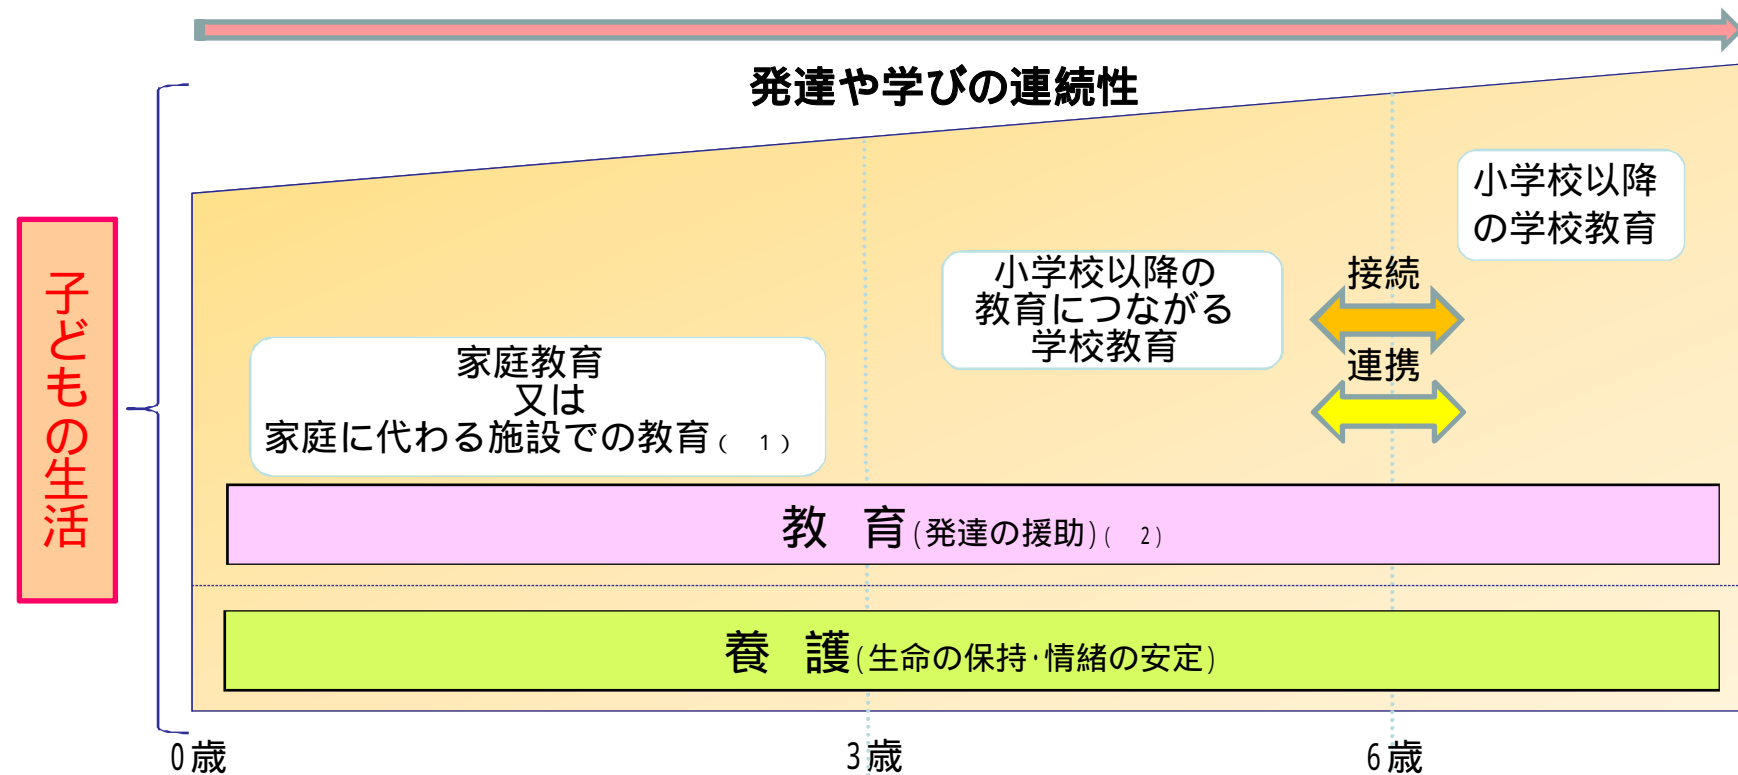 発達や学びの連続性
子どもの生活
小学校以降
の学校教育
小学校以降の
教育につながる
学校教育
接続
連携
家庭教育
又は
家庭に代わる施設での教育( 1)
教 育(発達の援助)( 2)
養 護(生命の保持・情緒の安定)
0歳
3歳
6歳